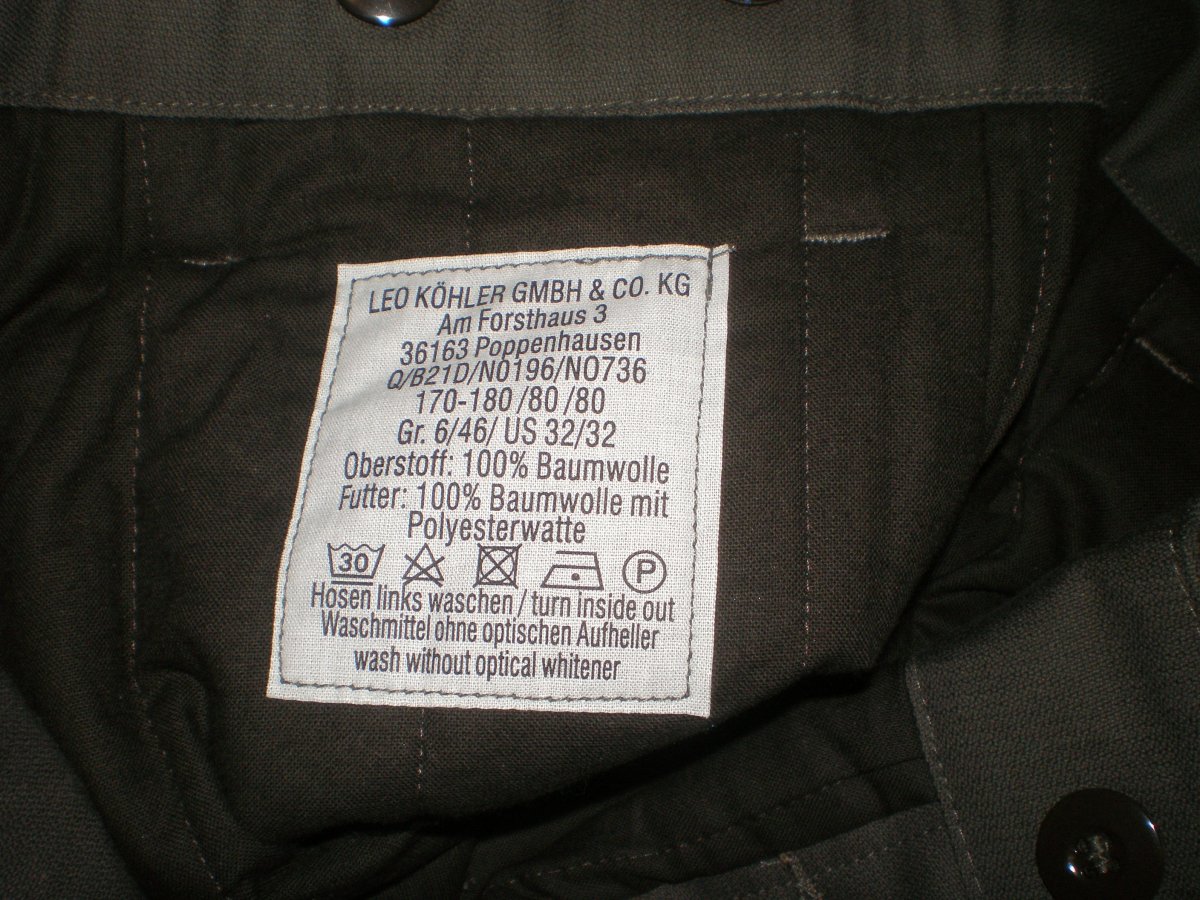 LEO KÖHLER GMBH & CO. KG
Am Forsthaus 3
36163 Poppenhausen
Q/B21D/N0196/NO736
170-180 /80 /80
Gr. 6/46/ US 32/32
Oberstoff: 100% Baumwolle
Futter: 100% Baumwolle mit
Polyesterwatte
30 P
Hosen links waschen / turn inside out
Waschmittel ohne optischen Aufheller
wash without optical whitener